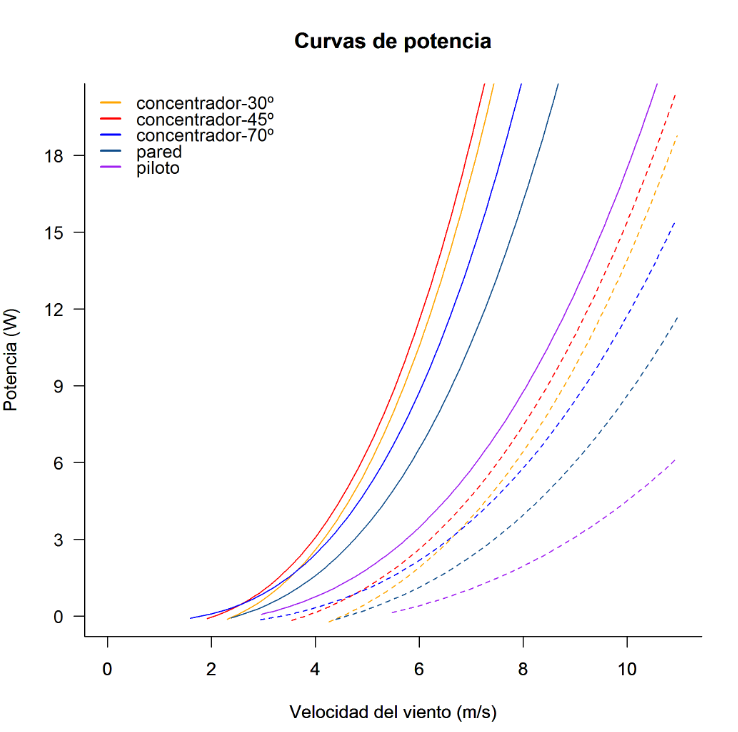 Curvas de potencia
concentrador-30º
concentrador-45º
concentrador-70º
pared
piloto
18
15
12
9
6
3
0
Potencia (W)
0 2 4 6 8 10
Velocidad del viento (m/s)